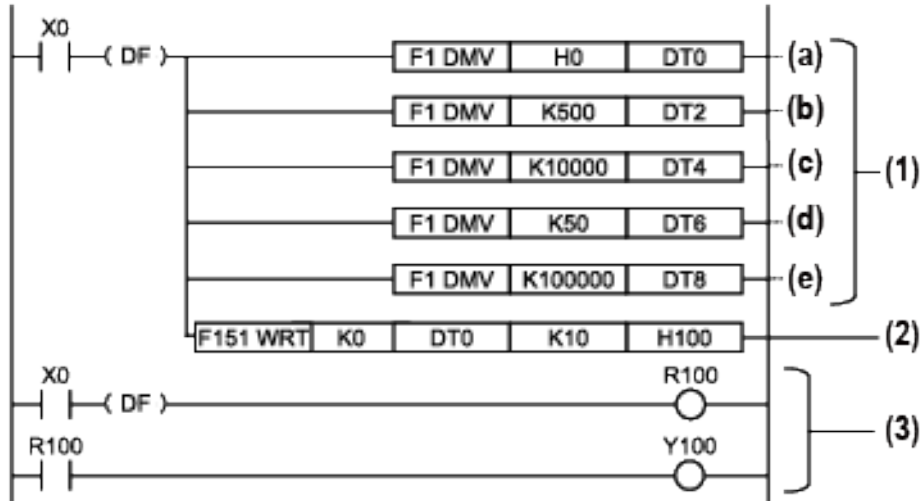 X0
( DF ) F1 DMV H0 DT0 (a)
F1 DMV K500 DT2 (b)
F1 DMV K10000 DT4 (c) (1)
F1 DMV K50 DT6 (d)
F1 DMV K100000 DT8 (e)
F151 WRT K0 DT0 K10 H100 (2)
X0 R100
( DF )
(3)
R100 Y100